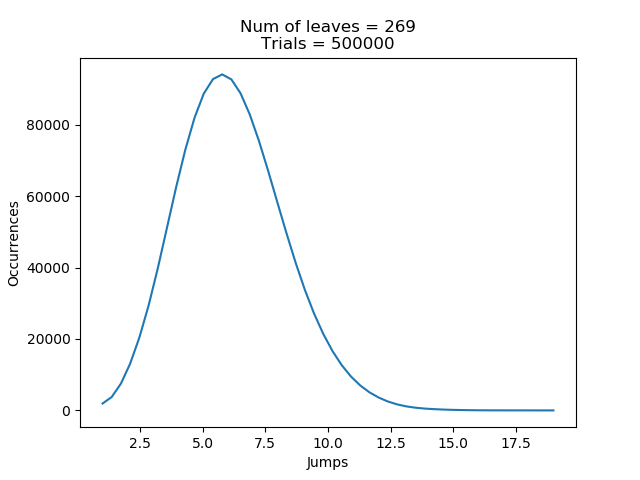 Num of leaves = 269
Trials = 500000
80000
60000
40000
20000
0
Occurrences
2.5 5.0 7.5 10.0 12.5 15.0 17.5
Jumps